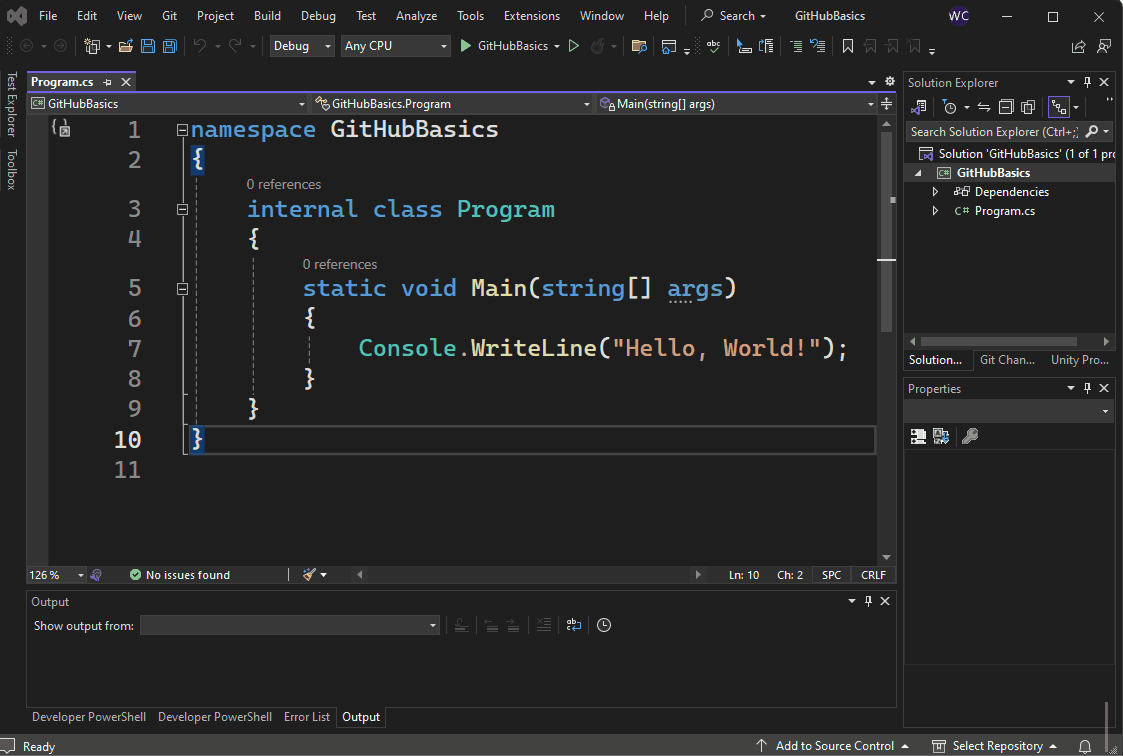 File Edit View Git Project Build Debug Test Analyze Tools Extensions Window Help Search GitHubBasics WC
Debug Any CPU GitHubBasics abc
Test Explorer
Toolbox
Program.cs
C# GitHubBasics GitHubBasics.Program Main(string[] args)
1 namespace GitHubBasics
2 {
0 references
3 internal class Program
4 {
0 references
5 static void Main(string[] args)
6 {
7 Console.WriteLine("Hello, World!");
8 }
9 }
10 }
11
126 % No issues found Ln: 10 Ch: 2 SPC CRLF
Output
Show output from:
Developer PowerShell Developer PowerShell Error List Output
Solution Explorer
Search Solution Explorer (Ctrl+;)
Solution 'GitHubBasics' (1 of 1 pro
C# GitHubBasics
Dependencies
C# Program.cs
Solution... Git Chan... Unity Pro...
Properties
Ready Add to Source Control Select Repository